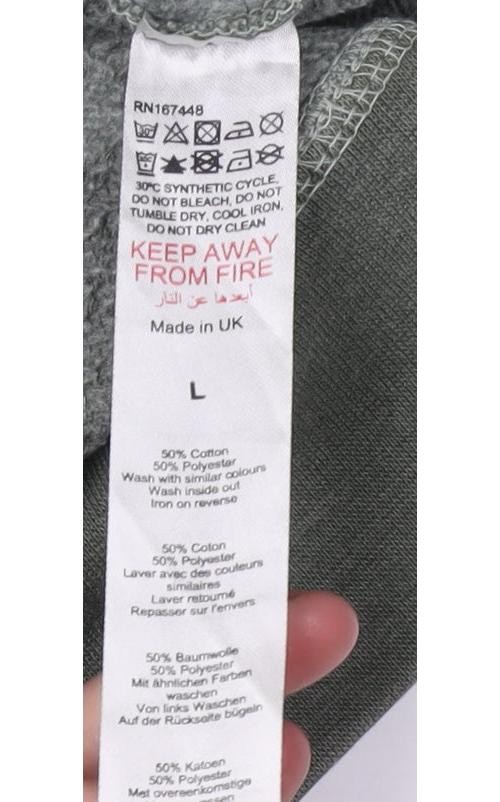 RN167448
30°C SYNTHETIC CYCLE,
DO NOT BLEACH, DO NOT
TUMBLE DRY, COOL IRON,
DO NOT DRY CLEAN
KEEP AWAY
FROM FIRE
أبعدها عن النار
Made in UK
L
50% Cotton
50% Polyester
Wash with similar colours
Wash inside out
Iron on reverse
50% Coton
50% Polyester
Laver avec des couleurs
similaires
Laver retourné
Repasser sur l'envers
50% Baumwolle
50% Polyester
Mit ähnlichen Farben
waschen
Von links Waschen
Auf der Rückseite bügeln
50% Katoen
50% Polyester
Met overeenkomstige